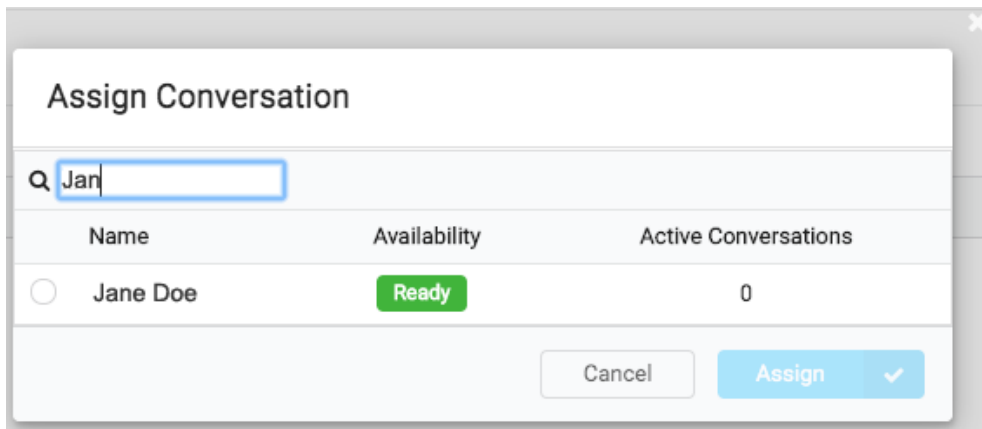 Assign Conversation
Jan
Name Availability Active Conversations
Jane Doe Ready 0
Cancel Assign